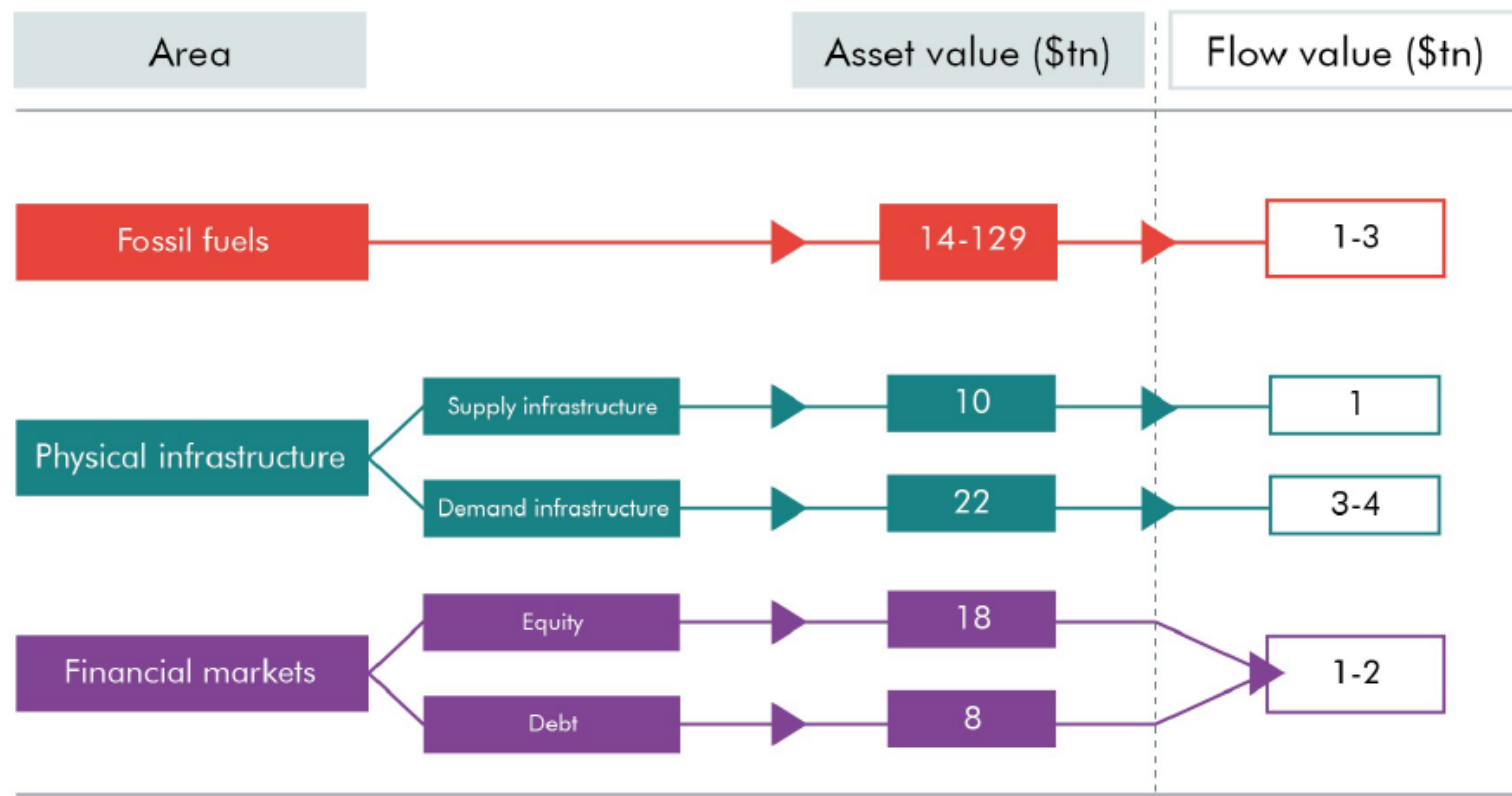 Area
Asset value ($tn)
Flow value ($tn)
Fossil fuels
14-129
1-3
Physical infrastructure
Supply infrastructure
10
1
Demand infrastructure
22
3-4
Financial markets
Equity
18
Debt
8
1-2